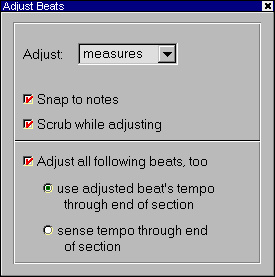 Adjust Beats
Adjust: measures
Snap to notes
Scrub while adjusting
Adjust all following beats, too
use adjusted beat's tempo
through end of section
sense tempo through end
of section